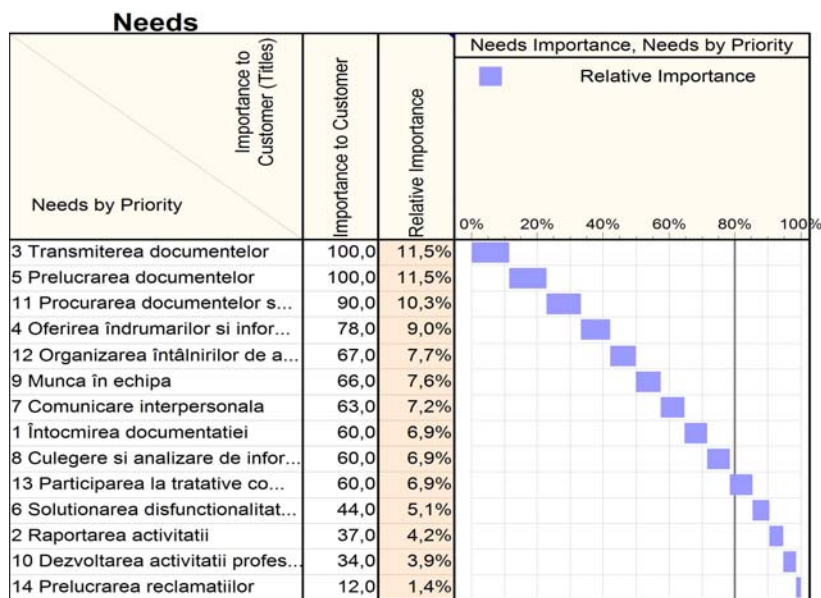 Needs
Importance to
Customer (Titles)
Needs by Priority
Importance to Customer
Relative Importance
Needs Importance, Needs by Priority
Relative Importance
0% 20% 40% 60% 80% 100%
3 Transmiterea documentelor 100,0 11,5%
5 Prelucrarea documentelor 100,0 11,5%
11 Procurarea documentelor s... 90,0 10,3%
4 Oferirea îndrumarilor si infor... 78,0 9,0%
12 Organizarea întâlnirilor de a... 67,0 7,7%
9 Munca în echipa 66,0 7,6%
7 Comunicare interpersonala 63,0 7,2%
1 Întocmirea documentatiei 60,0 6,9%
8 Culegere si analizare de infor... 60,0 6,9%
13 Participarea la tratative co... 60,0 6,9%
6 Solutionarea disfunctionalitat... 44,0 5,1%
2 Raportarea activitatii 37,0 4,2%
10 Dezvoltarea activitatii profes... 34,0 3,9%
14 Prelucrarea reclamatiilor 12,0 1,4%